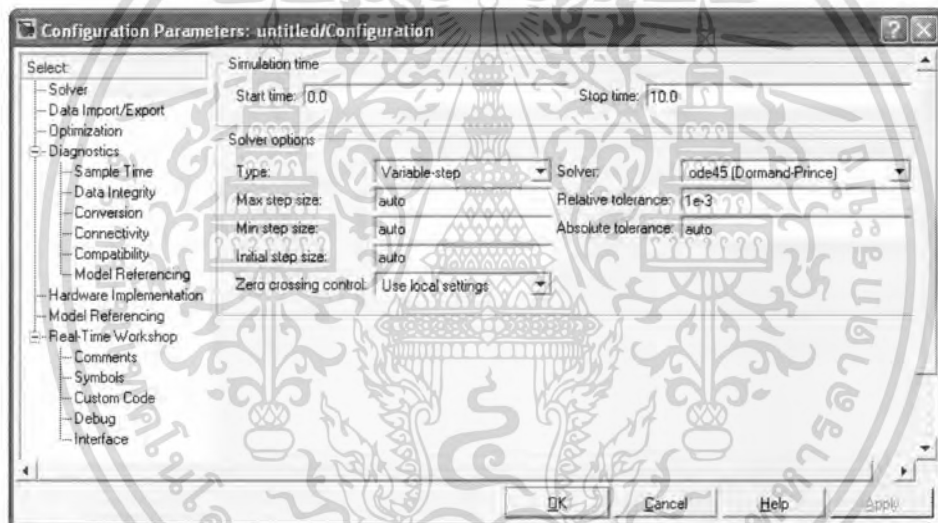 Configuration Parameters: untitled/Configuration
Select:
Solver
Data Import/Export
Optimization
Diagnostics
Sample Time
Data Integrity
Conversion
Connectivity
Compatibility
Model Referencing
Hardware Implementation
Model Referencing
Real-Time Workshop
Comments
Symbols
Custom Code
Debug
Interface
Simulation time
Start time: 0.0 Stop time: 10.0
Solver options
Type: Variable-step Solver: ode45 (Dormand-Prince)
Max step size: auto Relative tolerance: 1e-3
Min step size: auto Absolute tolerance: auto
Initial step size: auto
Zero crossing control: Use local settings
OK Cancel Help Apply